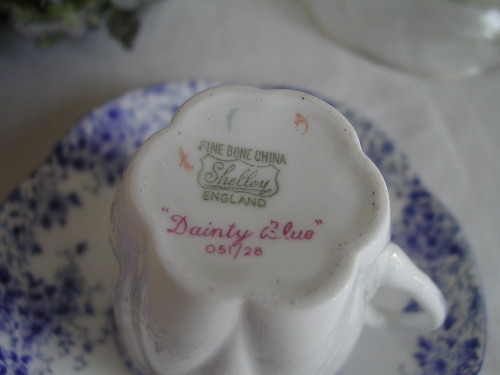 FINE BONE CHINA
Shelley
ENGLAND
"Dainty Blue"
051/28